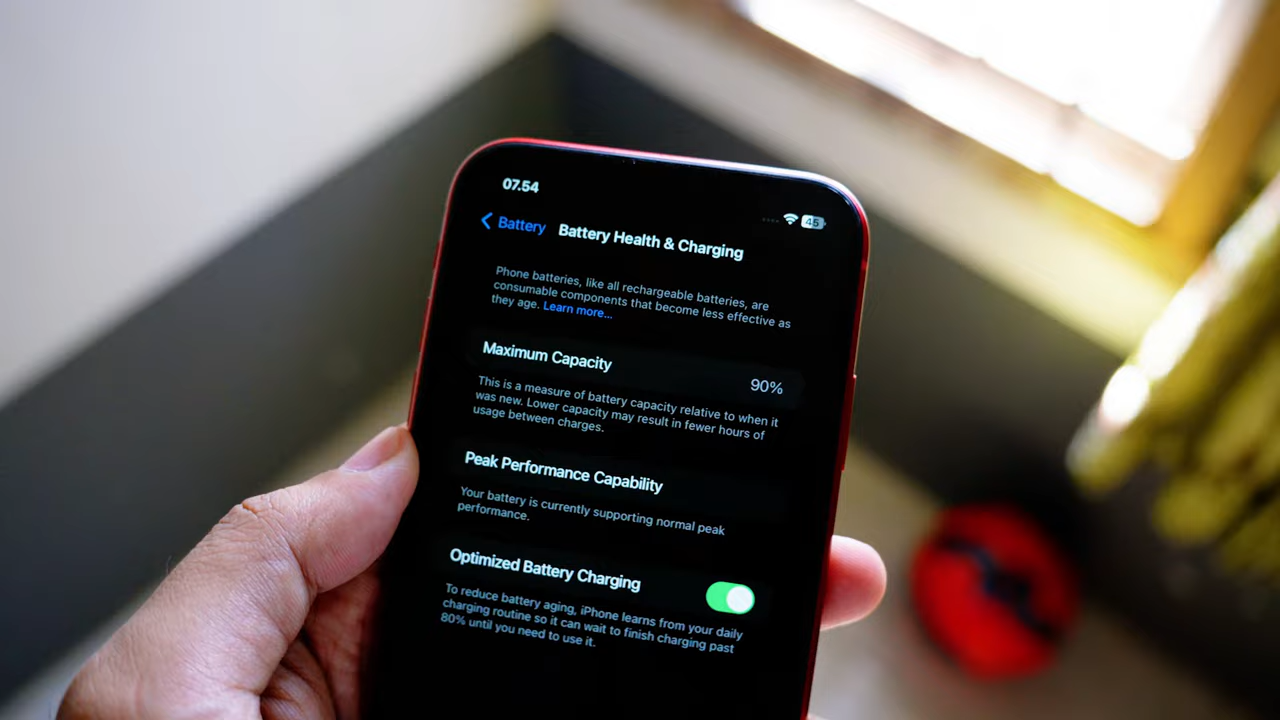 07.54
45
Battery Battery Health & Charging
Phone batteries, like all rechargeable batteries, are
consumable components that become less effective as
they age. Learn more...
Maximum Capacity 90%
This is a measure of battery capacity relative to when it
was new. Lower capacity may result in fewer hours of
usage between charges.
Peak Performance Capability
Your battery is currently supporting normal peak
performance.
Optimized Battery Charging
To reduce battery aging, iPhone learns from your daily
charging routine so it can wait to finish charging past
80% until you need to use it.